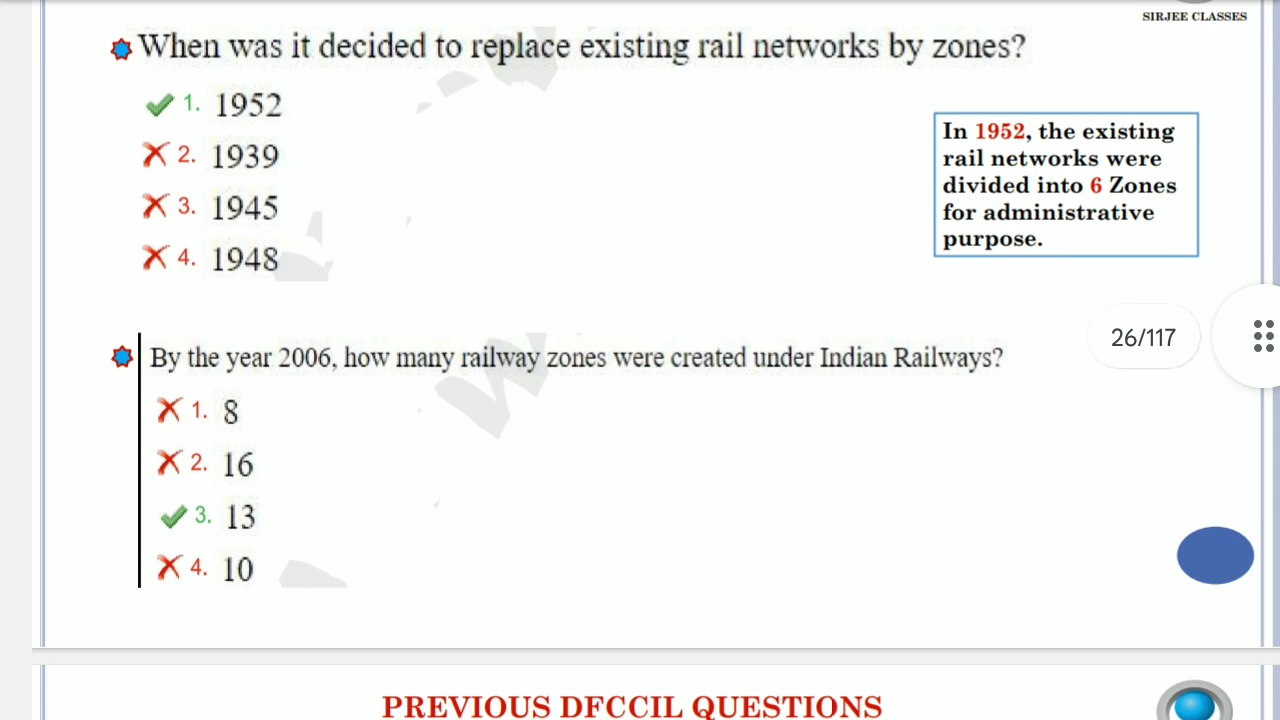 SIRJEE CLASSES
When was it decided to replace existing rail networks by zones?
1. 1952
2. 1939
3. 1945
4. 1948
In 1952, the existing
rail networks were
divided into 6 Zones
for administrative
purpose.
26/117
By the year 2006, how many railway zones were created under Indian Railways?
1. 8
2. 16
3. 13
4. 10
PREVIOUS DFCCIL QUESTIONS